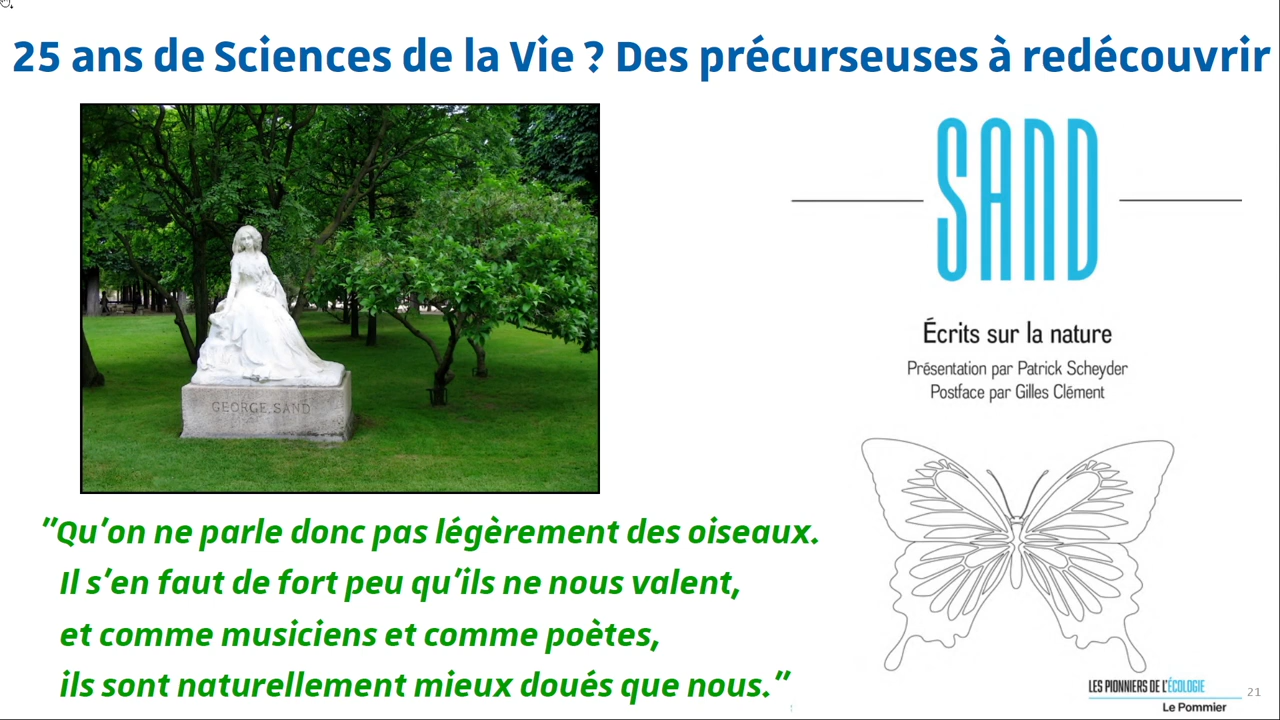 25 ans de Sciences de la Vie ? Des précurseuses à redécouvrir
GEORGE SAND
SAND
Écrits sur la nature
Présentation par Patrick Scheyder
Postface par Gilles Clément
"Qu'on ne parle donc pas légèrement des oiseaux.
Il s'en faut de fort peu qu'ils ne nous valent,
et comme musiciens et comme poètes,
ils sont naturellement mieux doués que nous."
LES PIONNIERS DE L'ÉCOLOGIE
Le Pommier
21